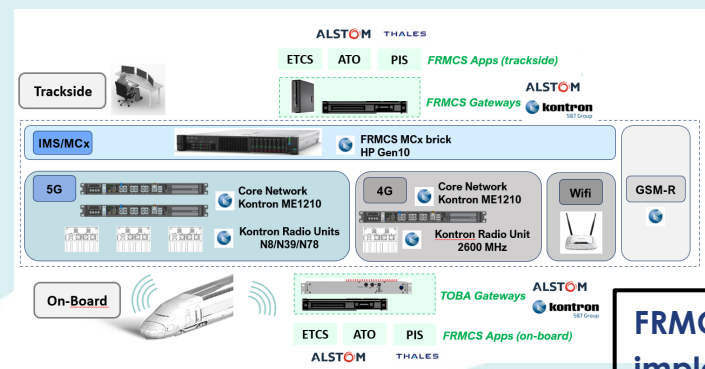 ALSTOM THALES
ETCS ATO PIS FRMCS Apps (trackside)
Trackside
ALSTOM
FRMCS Gateways kontron
S&T Group
IMS/MCx FRMCS MCx brick
HP Gen10
5G Core Network
Kontron ME1210
Kontron Radio Units
N8/N39/N78
4G Core Network
Kontron ME1210
Kontron Radio Unit
2600 MHz
Wifi
GSM-R
On-Board
TOBA Gateways ALSTOM
kontron
S&T Group
ETCS ATO PIS FRMCS Apps (on-board)
ALSTOM THALES